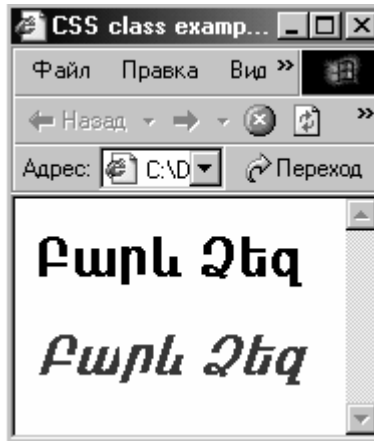 CSS class examp...
Файл Правка Вид »
Назад »
Адрес: C:\D Переход
Բարև Ձեզ
Բարև Ձեզ